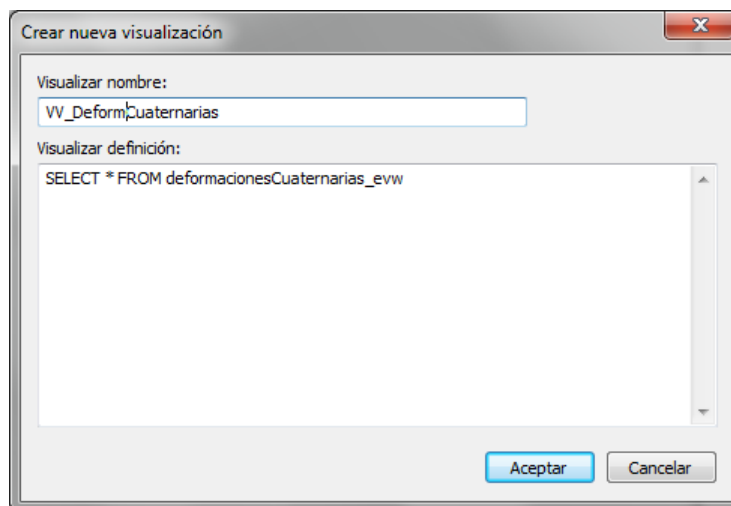 Crear nueva visualización
Visualizar nombre:
VV_DeformCuaternarias
Visualizar definición:
SELECT * FROM deformacionesCuaternarias_evw
Aceptar
Cancelar